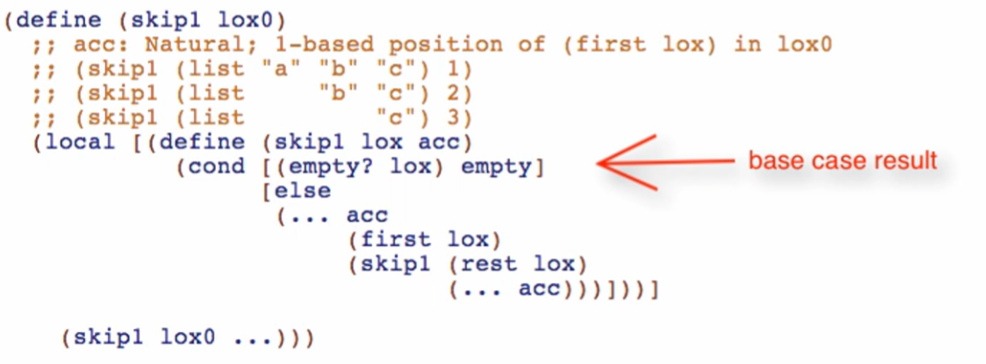 (define (skip1 lox0)
  ;; acc: Natural; 1-based position of (first lox) in lox0
  ;; (skip1 (list "a" "b" "c") 1)
  ;; (skip1 (list     "b" "c") 2)
  ;; (skip1 (list         "c") 3)
  (local [(define (skip1 lox acc)
            (cond [(empty? lox) empty] base case result
                  [else
                   (... acc
                        (first lox)
                        (skip1 (rest lox)
                               (... acc)))]))]
    (skip1 lox0 ...)))